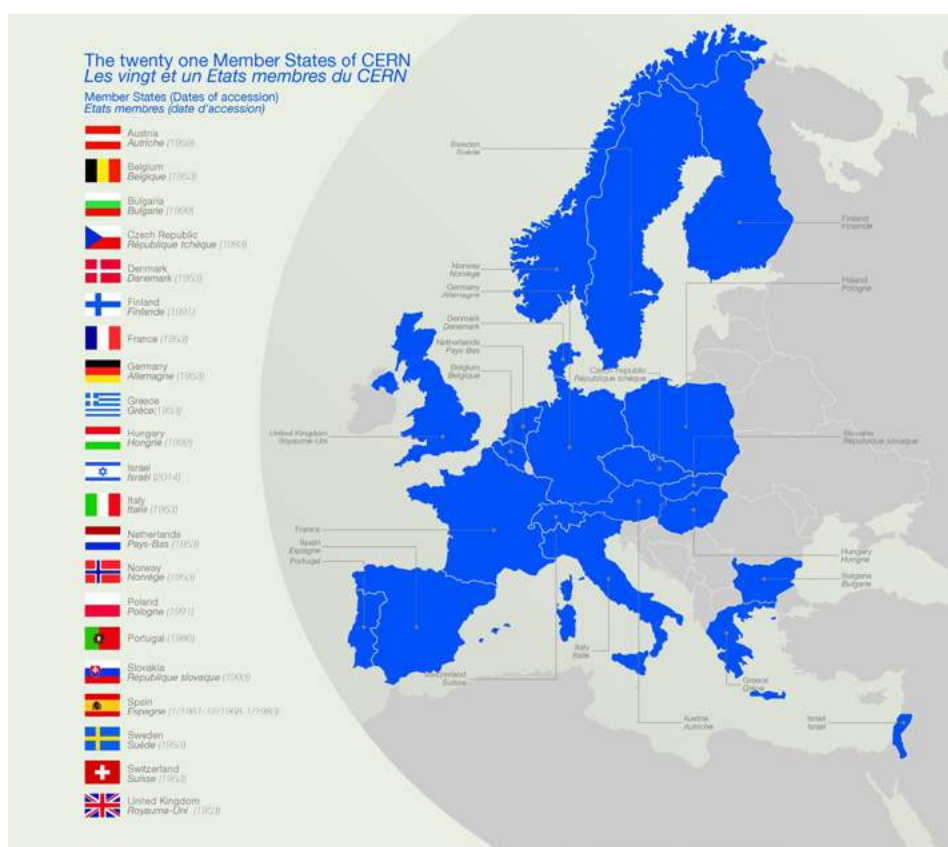 The twenty one Member States of CERN
Les vingt et un Etats membres du CERN
Member States (Dates of accession)
Etats membres (date d'accession)
Austria
Autriche (1959)
Belgium
Belgique (1953)
Bulgaria
Bulgarie (1999)
Czech Republic
République tchèque (1993)
Denmark
Danemark (1953)
Finland
Finlande (1991)
France (1953)
Germany
Allemagne (1953)
Greece
Grèce(1953)
Hungary
Hongrie (1992)
Israel
Israël (2014)
Italy
Italie (1953)
Netherlands
Pays-Bas (1953)
Norway
Norvège (1953)
Poland
Pologne (1991)
Portugal (1986)
Slovakia
République slovaque (1993)
Spain
Espagne
Sweden
Suède (1953)
Switzerland
Suisse (1953)
United Kingdom
Royaume-Uni (1953)
Sweden
Suède
Finland
Finlande
Norway
Norvège
Germany
Allemagne
Poland
Pologne
Denmark
Danemark
Netherlands
Pays-Bas
Belgium
Belgique
Czech Republic
République tchèque
United Kingdom
Royaume-Uni
Slovakia
République slovaque
France
Spain
Espagne
Portugal
Hungary
Hongrie
Bulgaria
Bulgarie
Italy
Italie
Switzerland
Suisse
Greece
Grèce
Austria
Autriche
Israel
Israël